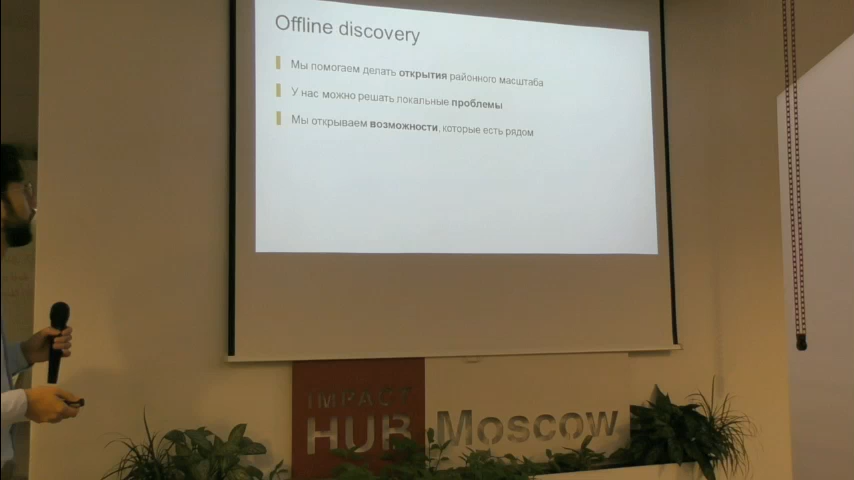 Offline discovery
Мы помогаем делать открытия районного масштаба
У нас можно решать локальные проблемы
Мы открываем возможности, которые есть рядом
IMPACT
HUB Moscow